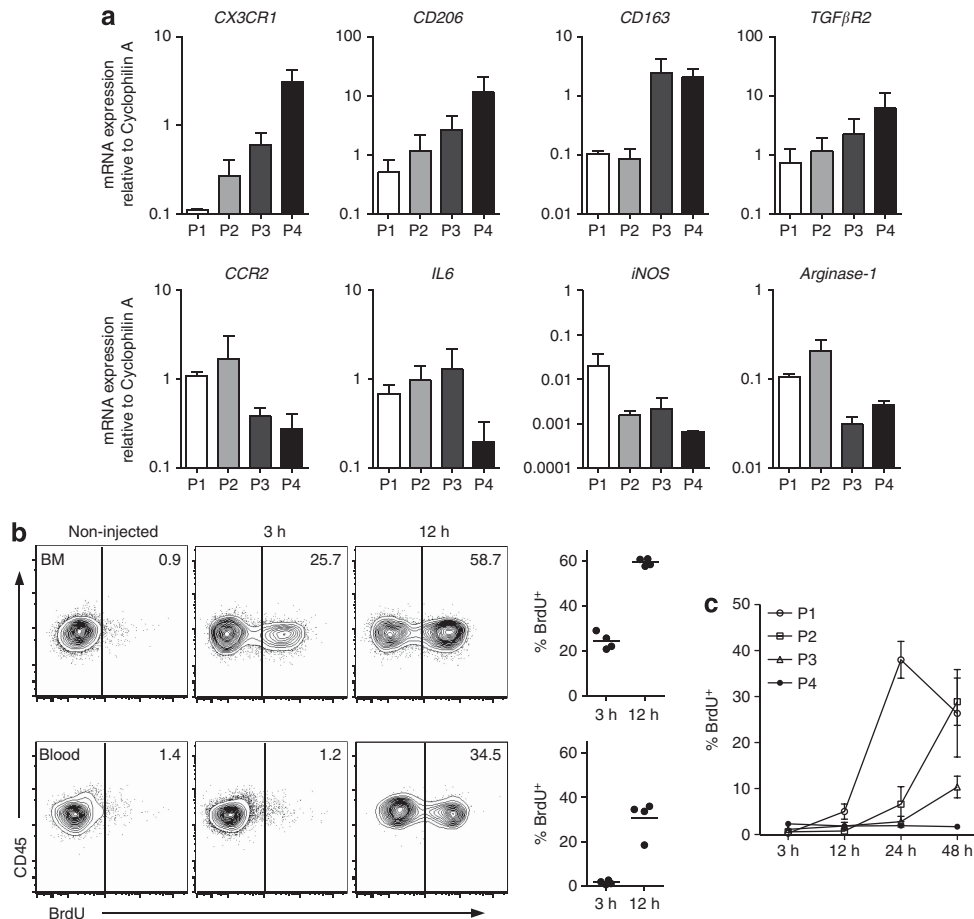 a
CX3CR1 CD206 CD163 TGFβR2
mRNA expression
relative to Cyclophilin A
10 100 10 100
1 10 1 10
0.1 1 0.1 1
0.1 0.01 0.1
P1 P2 P3 P4 P1 P2 P3 P4 P1 P2 P3 P4 P1 P2 P3 P4
CCR2 IL6 iNOS Arginase-1
mRNA expression
relative to Cyclophilin A
10 10 1 1
1 1 0.1 0.1
0.1 0.1 0.01 0.01
0.001
0.0001
P1 P2 P3 P4 P1 P2 P3 P4 P1 P2 P3 P4 P1 P2 P3 P4
b
Non-injected 3 h 12 h
BM 0.9 25.7 58.7
Blood 1.4 1.2 34.5
CD45
BrdU
% BrdU+
60
40
20
0
3 h 12 h
% BrdU+
60
40
20
0
3 h 12 h
c
% BrdU+
50
40
30
20
10
0
P1
P2
P3
P4
3 h 12 h 24 h 48 h